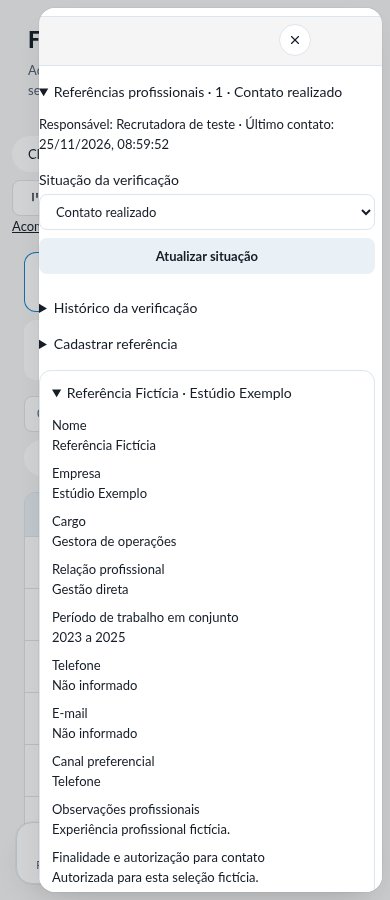 Referências profissionais · 1 · Contato realizado
Responsável: Recrutadora de teste · Último contato:
25/11/2026, 08:59:52
Situação da verificação
Contato realizado
Atualizar situação
Histórico da verificação
Cadastrar referência
Referência Fictícia · Estúdio Exemplo
Nome
Referência Fictícia
Empresa
Estúdio Exemplo
Cargo
Gestora de operações
Relação profissional
Gestão direta
Período de trabalho em conjunto
2023 a 2025
Telefone
Não informado
E-mail
Não informado
Canal preferencial
Telefone
Observações profissionais
Experiência profissional fictícia.
Finalidade e autorização para contato
Autorizada para esta seleção fictícia.